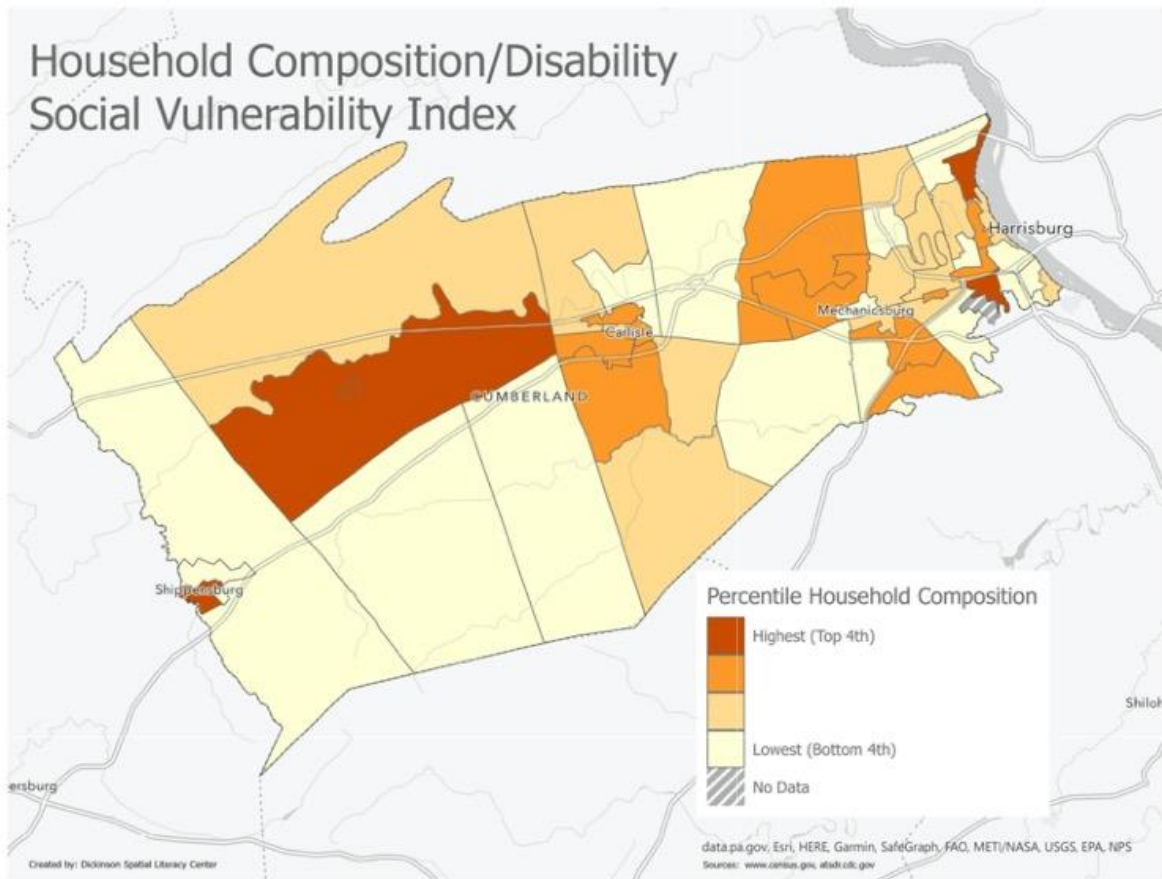 Household Composition/Disability
Social Vulnerability Index
Harrisburg
Mechanicsburg
Carlisle
CUMBERLAND
Shippensburg
Percentile Household Composition
Highest (Top 4th)
Lowest (Bottom 4th)
No Data
Shiloh
ersburg
data.pa.gov, Esri, HERE, Garmin, SafeGraph, FAO, METI/NASA, USGS, EPA, NPS
Created by: Dickinson Spatial Literacy Center
Sources: www.census.gov, atsdr.cdc.gov